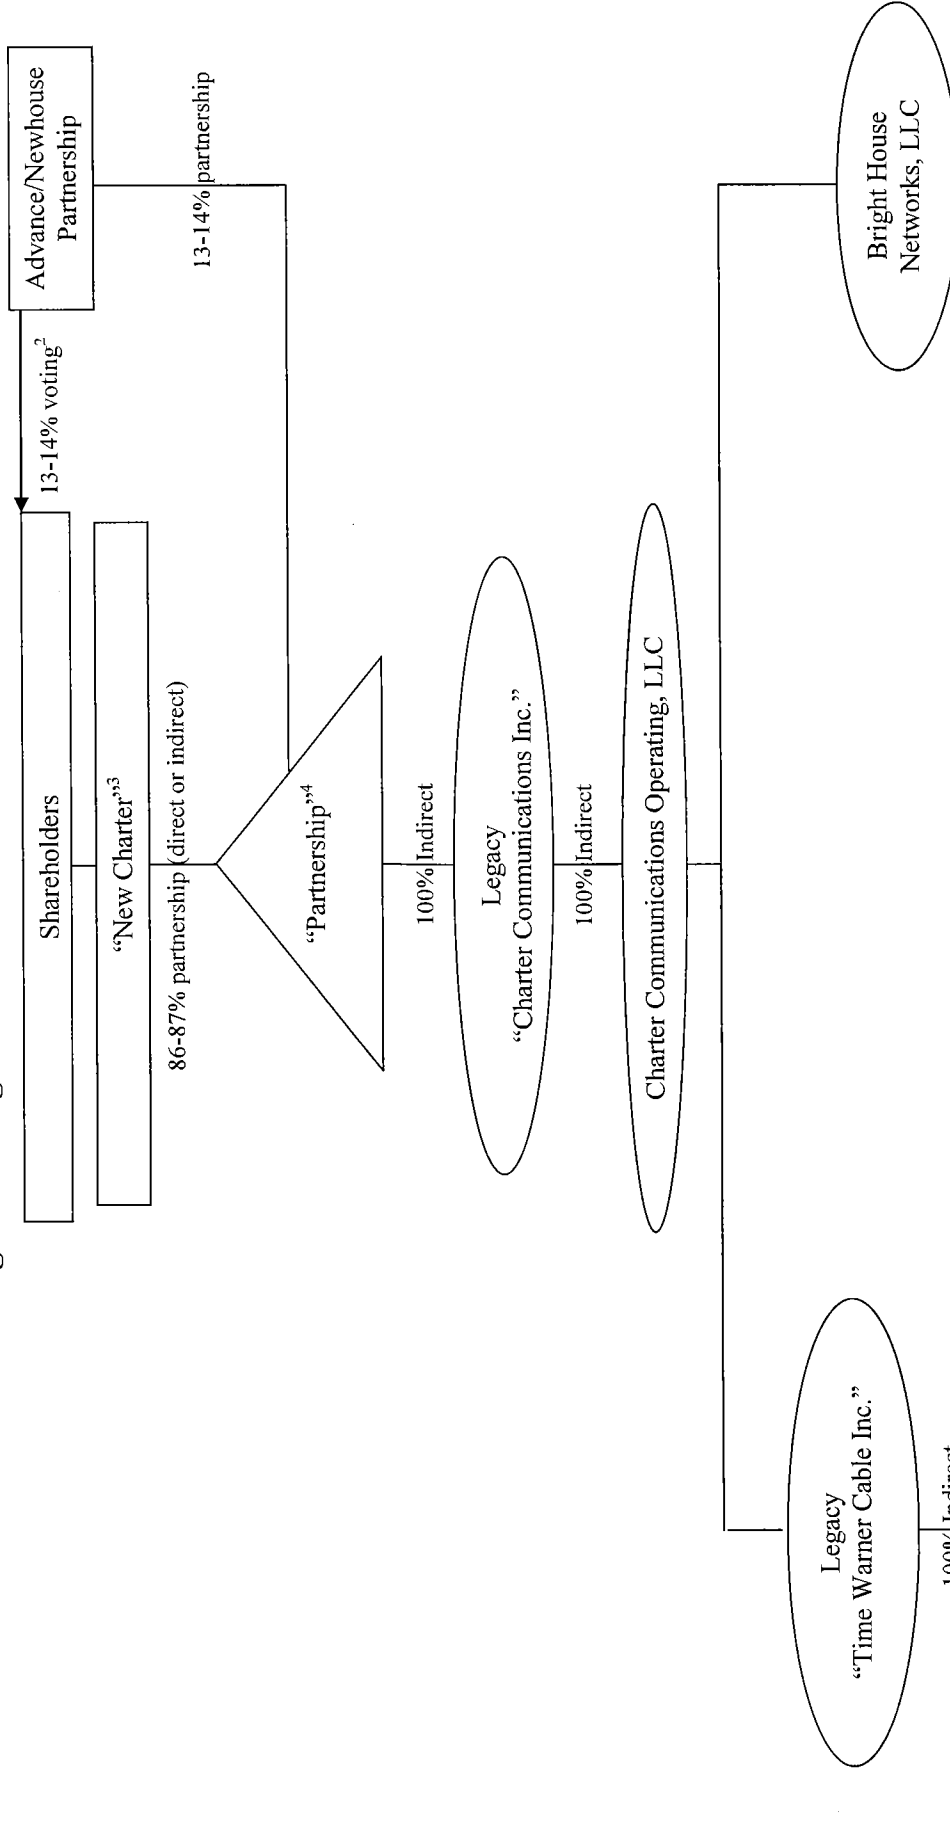 Shareholders
Advance/Newhouse
Partnership
13-14% voting²
“New Charter”³
86-87% partnership (direct or indirect)
13-14% partnership
“Partnership”⁴
100% Indirect
Legacy
“Charter Communications Inc.”
100% Indirect
Charter Communications Operating, LLC
Legacy
“Time Warner Cable Inc.”
Bright House
Networks, LLC
100% Indirect